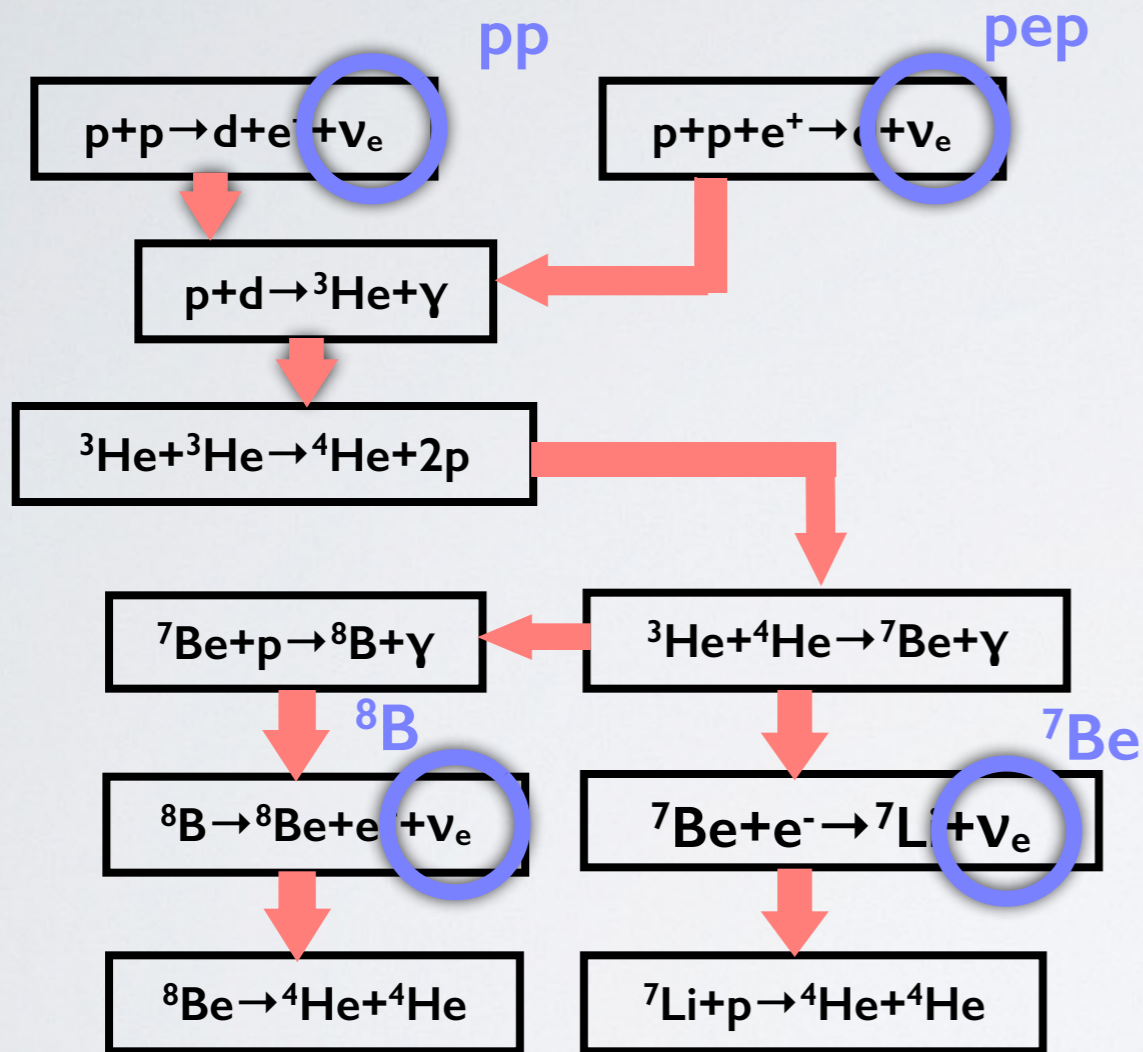 pp
pep
p+p→d+e⁺+νₑ
p+p+e⁺→d+νₑ
p+d→³He+γ
³He+³He→⁴He+2p
⁷Be+p→⁸B+γ
³He+⁴He→⁷Be+γ
⁸B
⁷Be
⁸B→⁸Be+e+νₑ
⁷Be+e⁻→⁷Li+νₑ
⁸Be→⁴He+⁴He
⁷Li+p→⁴He+⁴He